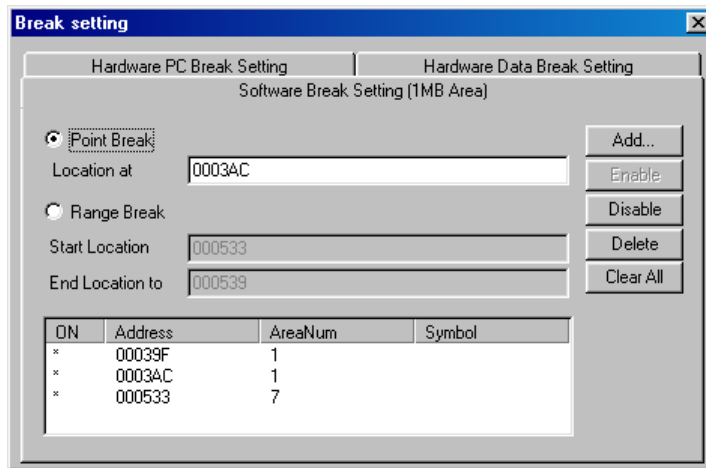 Break setting
Hardware PC Break Setting Hardware Data Break Setting
Software Break Setting (1MB Area)
Point Break Add...
Location at 0003AC Enable
Range Break Disable
Start Location 000533 Delete
End Location to 000539 Clear All
ON Address AreaNum Symbol
* 00039F 1
* 0003AC 1
* 000533 7